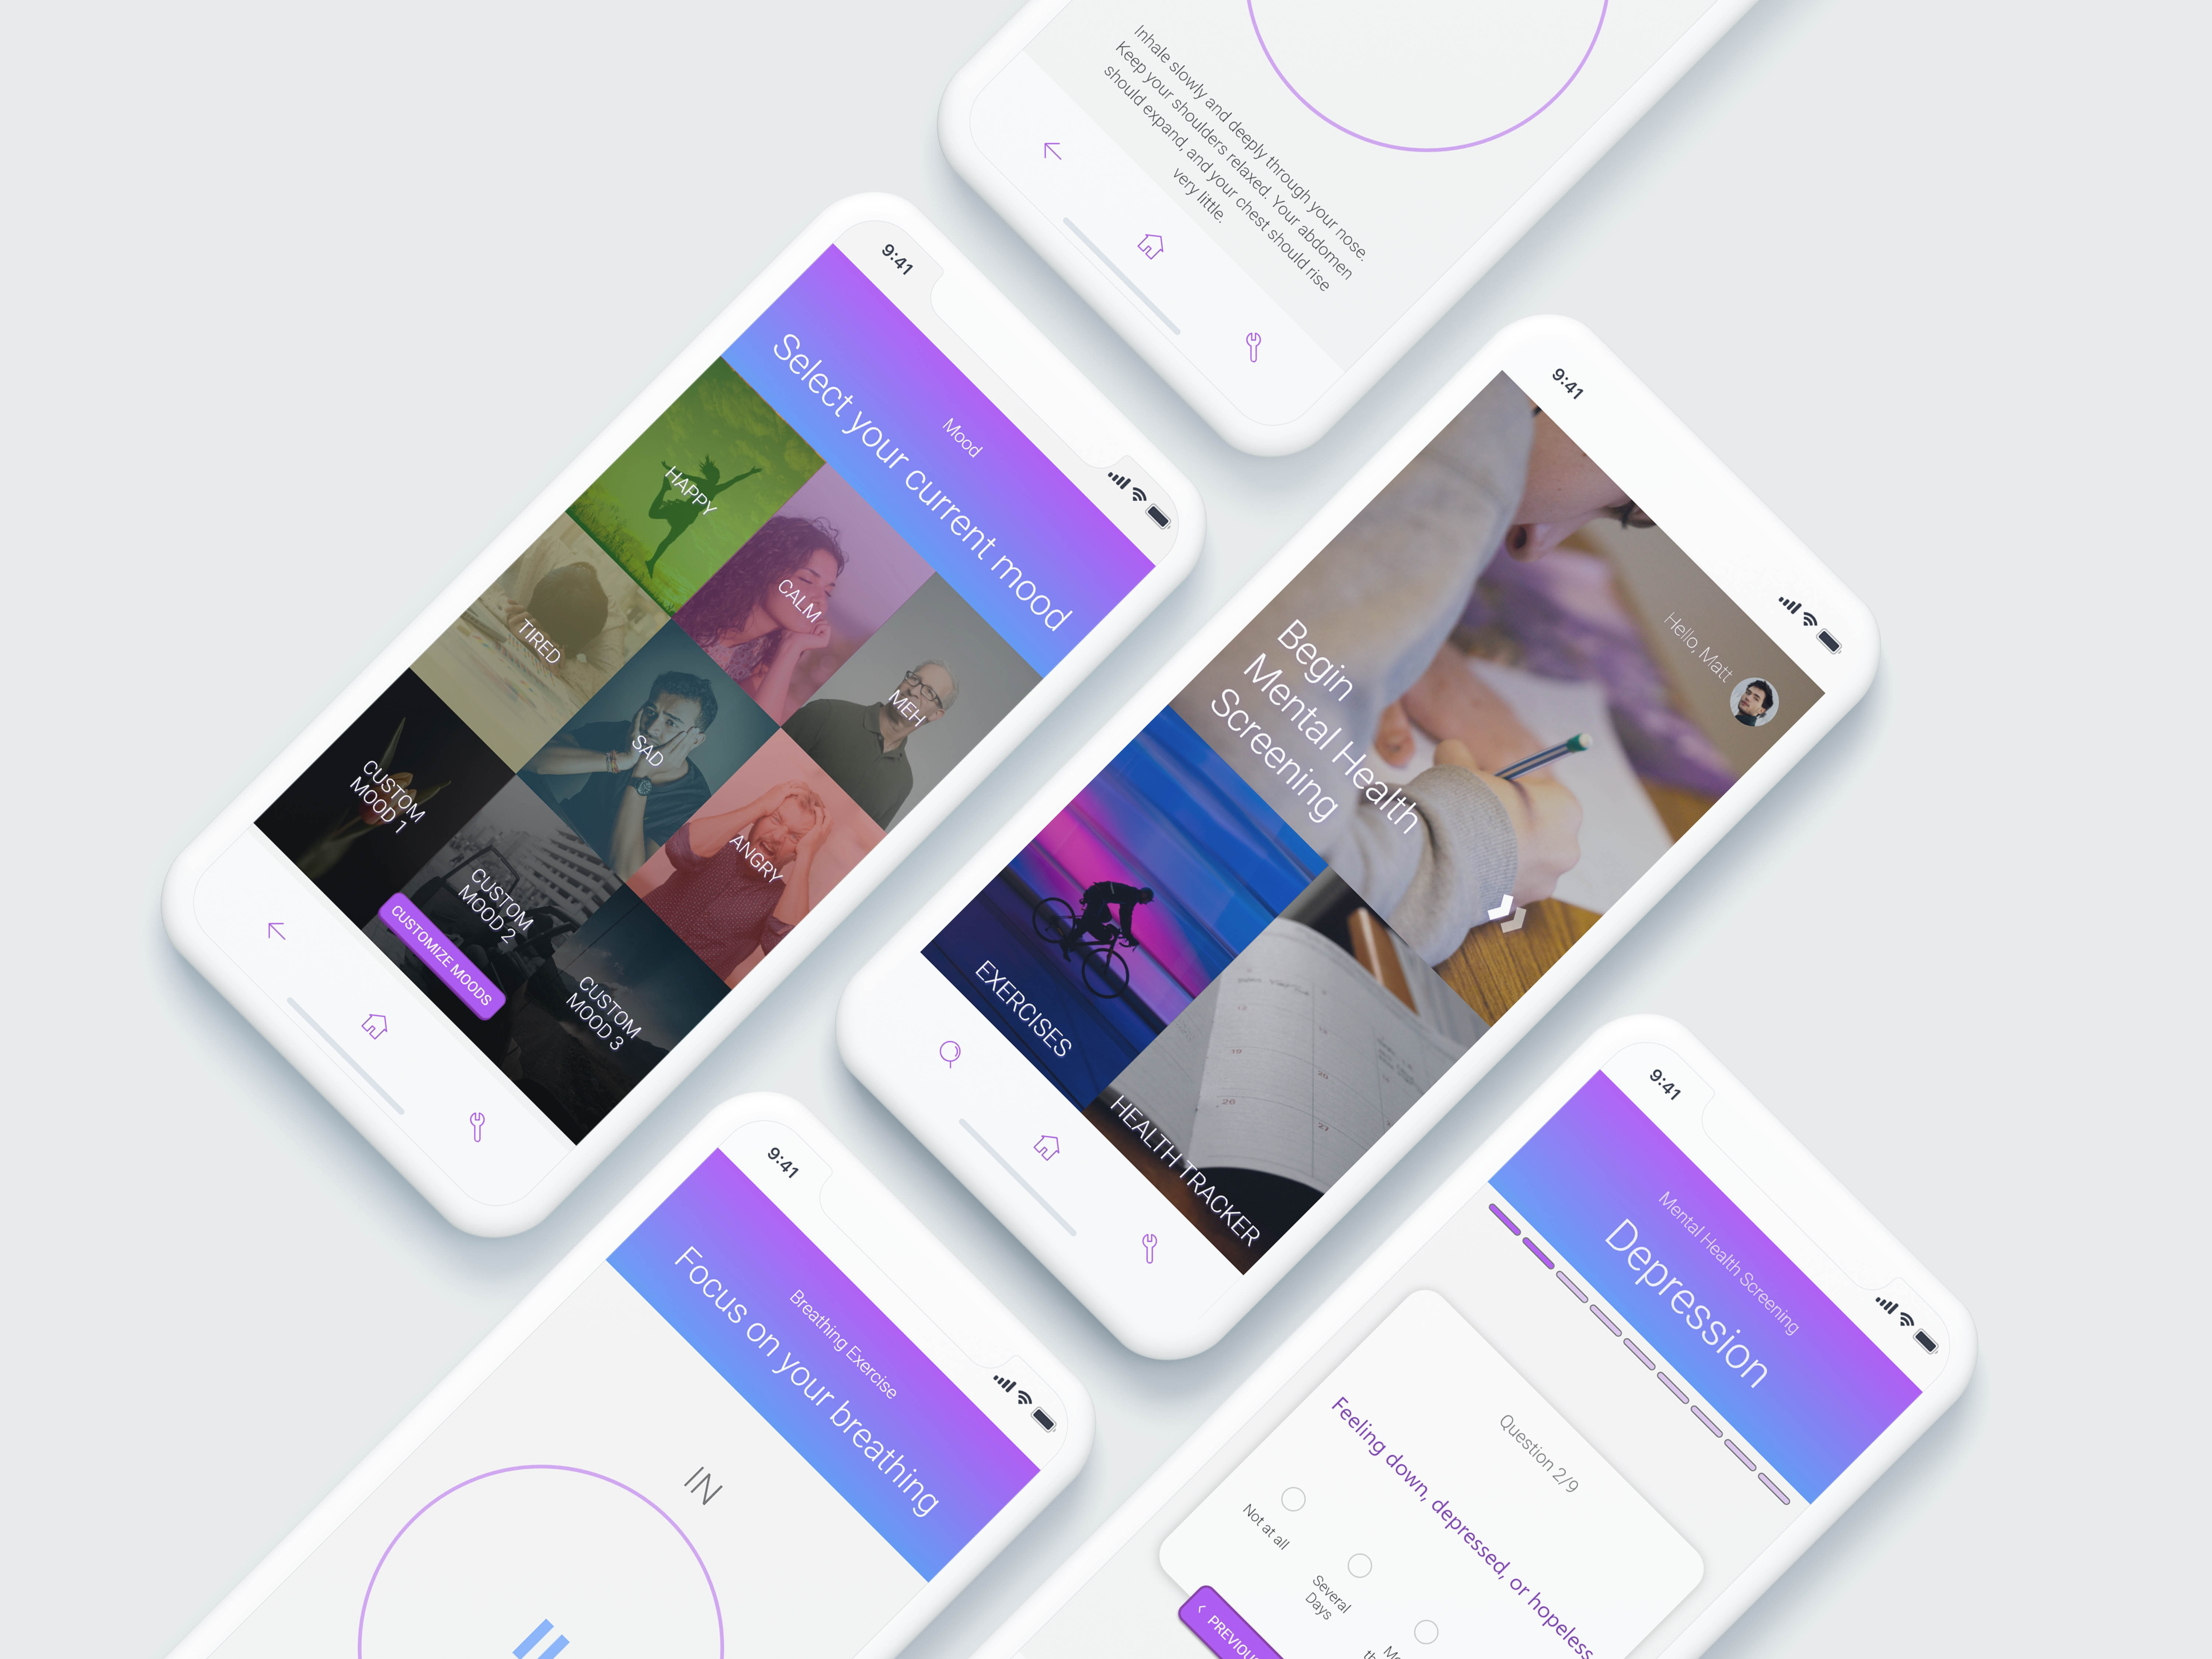 Inhale slowly and deeply through your nose.
Keep your shoulders relaxed. Your abdomen
should expand, and your chest should rise
very little.
9:41
Mood
Select your current mood
HAPPY
CALM
MEH
TIRED
SAD
ANGRY
CUSTOM
MOOD 1
CUSTOM
MOOD 2
CUSTOM
MOOD 3
CUSTOMIZE MOODS
9:41
Hello, Matt
Begin
Mental Health
Screening
EXERCISES
HEALTH TRACKER
9:41
Breathing Exercise
Focus on your breathing
IN
9:41
Mental Health Screening
Depression
Question 2/9
Feeling down, depressed, or hopeless
Not at all
Several
Days
PREVIOUS